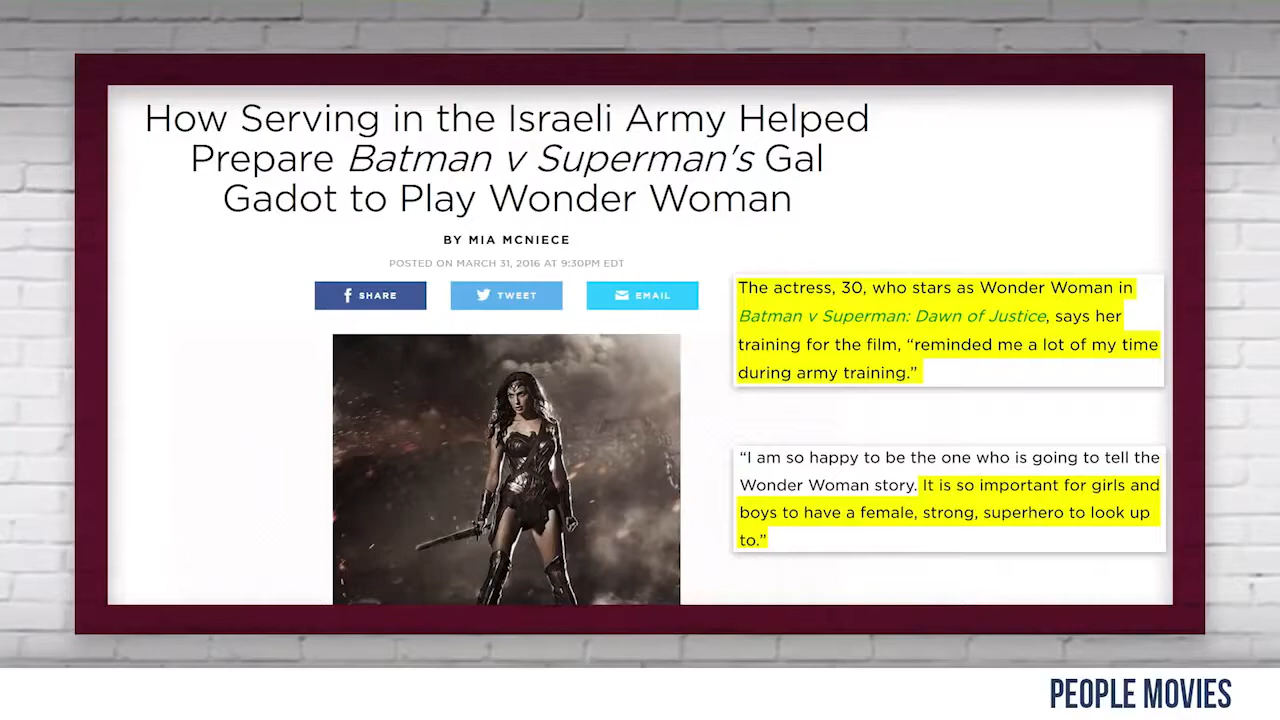 How Serving in the Israeli Army Helped
Prepare Batman v Superman's Gal
Gadot to Play Wonder Woman
BY MIA MCNIECE
POSTED ON MARCH 31, 2016 AT 9:30PM EDT
SHARE
TWEET
EMAIL
The actress, 30, who stars as Wonder Woman in
Batman v Superman: Dawn of Justice, says her
training for the film, “reminded me a lot of my time
during army training.”
“I am so happy to be the one who is going to tell the
Wonder Woman story. It is so important for girls and
boys to have a female, strong, superhero to look up
to.”
PEOPLE MOVIES